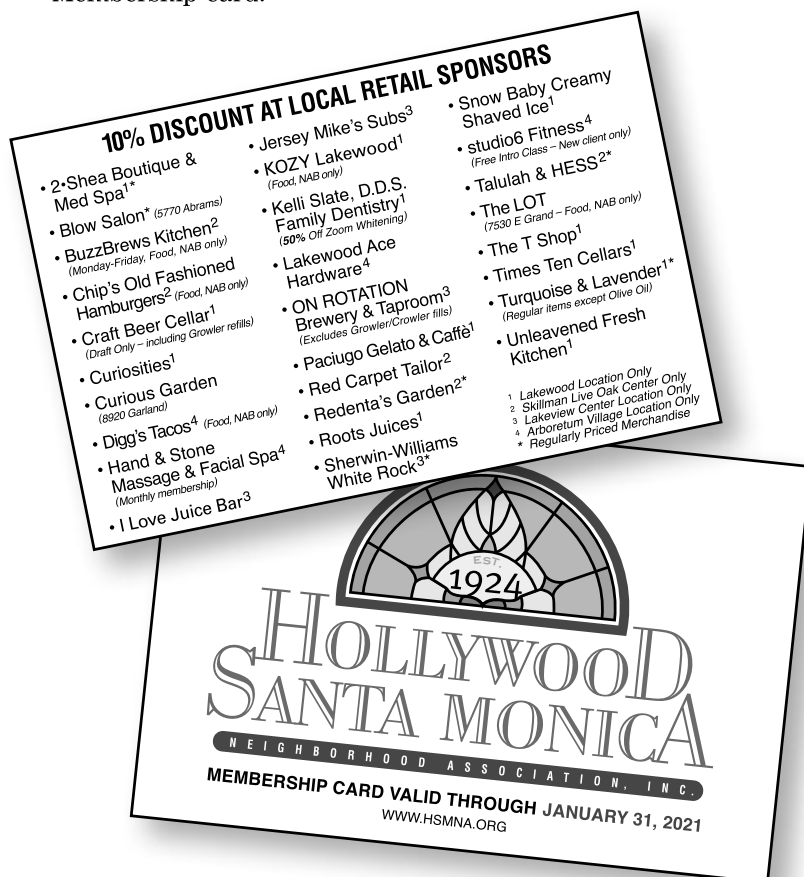 Membership card.
10% DISCOUNT AT LOCAL RETAIL SPONSORS
• 2•Shea Boutique &
Med Spa¹*
• Blow Salon* (5770 Abrams)
• BuzzBrews Kitchen²
(Monday-Friday, Food, NAB only)
• Chip's Old Fashioned
Hamburgers² (Food, NAB only)
• Craft Beer Cellar¹
(Draft Only – including Growler refills)
• Curiosities¹
• Curious Garden
(8920 Garland)
• Digg's Tacos⁴ (Food, NAB only)
• Hand & Stone
Massage & Facial Spa⁴
(Monthly membership)
• I Love Juice Bar³
• Jersey Mike's Subs³
• KOZY Lakewood¹
(Food, NAB only)
• Kelli Slate, D.D.S.
Family Dentistry¹
(50% Off Zoom Whitening)
• Lakewood Ace
Hardware⁴
• ON ROTATION
Brewery & Taproom³
(Excludes Growler/Crowler fills)
• Paciugo Gelato & Caffè¹
• Red Carpet Tailor²
• Redenta's Garden²*
• Roots Juices¹
• Sherwin-Williams
White Rock³*
• Snow Baby Creamy
Shaved Ice¹
• studio6 Fitness⁴
(Free Intro Class – New client only)
• Talulah & HESS²*
• The LOT
(7530 E Grand – Food, NAB only)
• The T Shop¹
• Times Ten Cellars¹
• Turquoise & Lavender¹*
(Regular items except Olive Oil)
• Unleavened Fresh
Kitchen¹
¹ Lakewood Location Only
² Skillman Live Oak Center Only
³ Lakeview Center Location Only
⁴ Arboretum Village Location Only
* Regularly Priced Merchandise
EST.
1924
HOLLYWOOD
SANTA MONICA
NEIGHBORHOOD ASSOCIATION, INC.
MEMBERSHIP CARD VALID THROUGH JANUARY 31, 2021
WWW.HSMNA.ORG